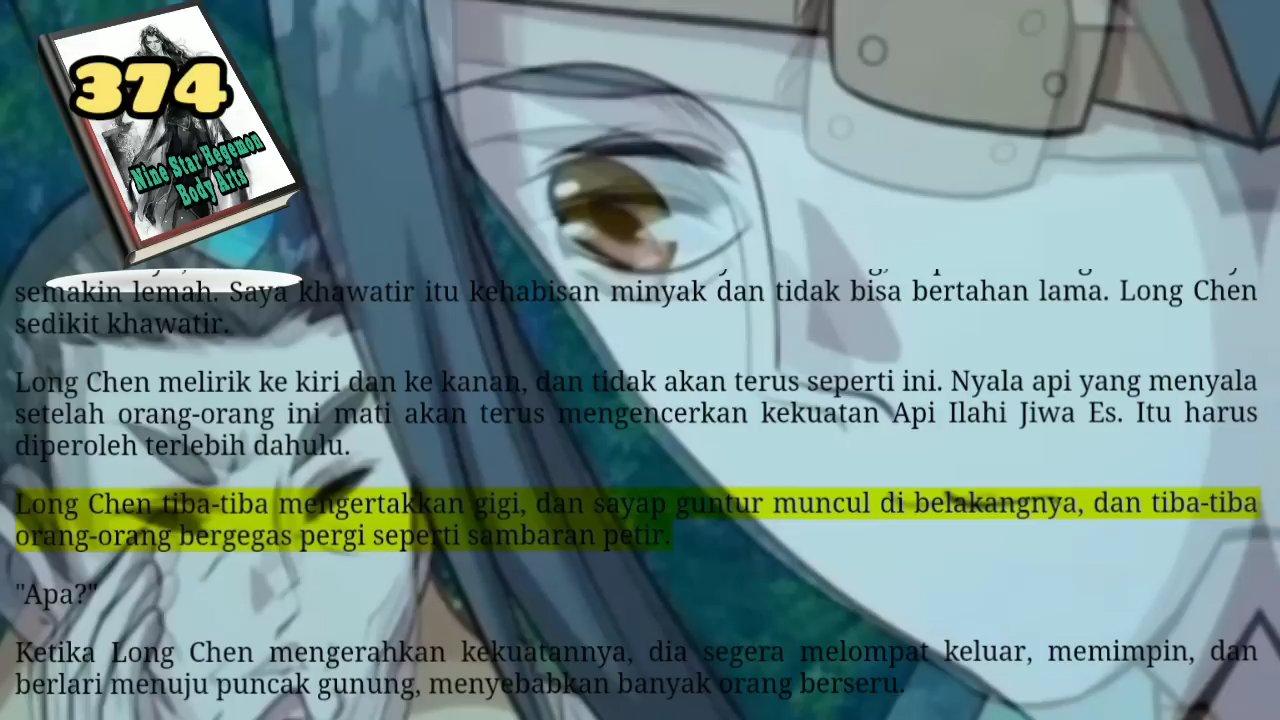 374
Nine Star Hegemon
Body Arts
semakin lemah. Saya khawatir itu kehabisan minyak dan tidak bisa bertahan lama. Long Chen
sedikit khawatir.
Long Chen melirik ke kiri dan ke kanan, dan tidak akan terus seperti ini. Nyala api yang menyala
setelah orang-orang ini mati akan terus mengencerkan kekuatan Api Ilahi Jiwa Es. Itu harus
diperoleh terlebih dahulu.
Long Chen tiba-tiba mengertakkan gigi, dan sayap guntur muncul di belakangnya, dan tiba-tiba
orang-orang bergegas pergi seperti sambaran petir.
"Apa?"
Ketika Long Chen mengerahkan kekuatannya, dia segera melompat keluar, memimpin, dan
berlari menuju puncak gunung, menyebabkan banyak orang berseru.